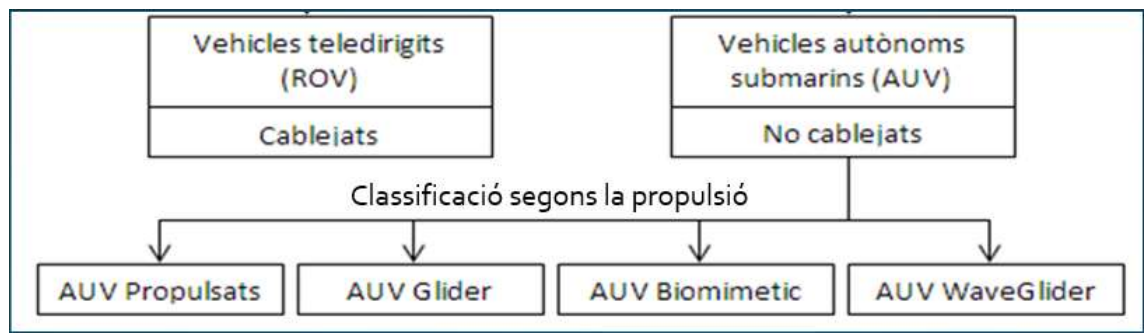 Vehicles teledirigits
(ROV)
Cablejats
Vehicles autònoms
submarins (AUV)
No cablejats
Classificació segons la propulsió
AUV Propulsats
AUV Glider
AUV Biomimetic
AUV WaveGlider